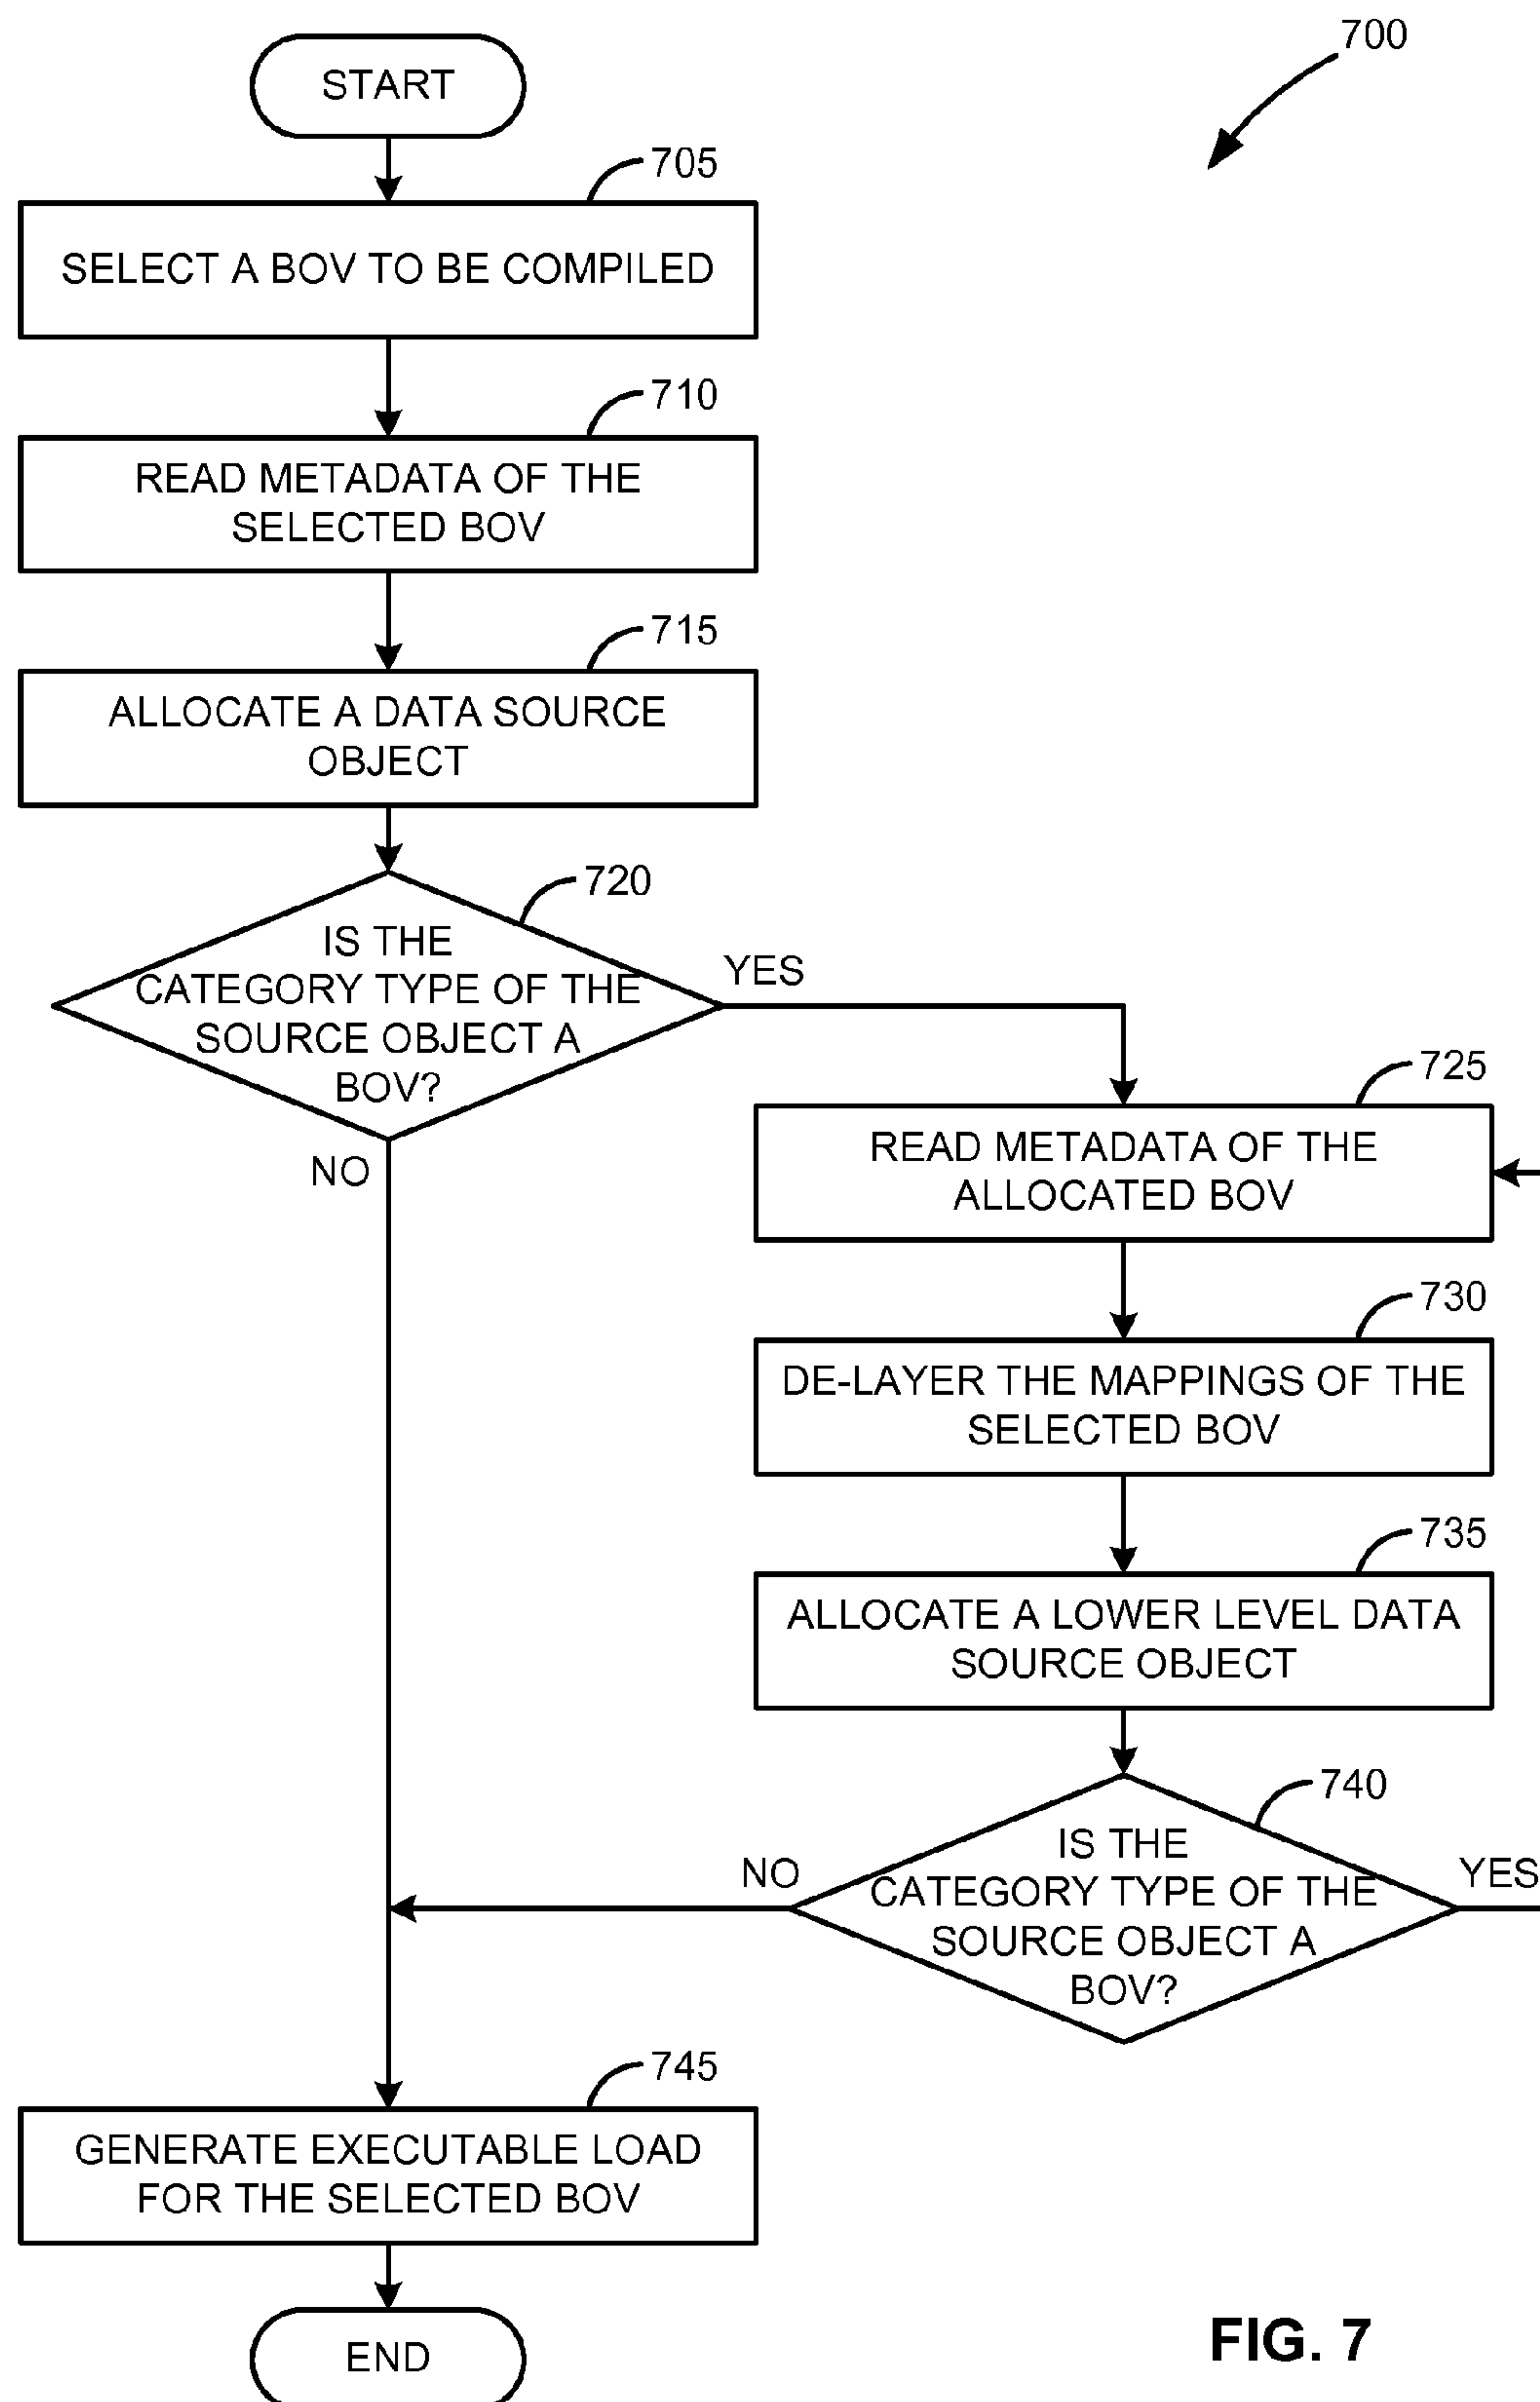 700
START
705
SELECT A BOV TO BE COMPILED
710
READ METADATA OF THE
SELECTED BOV
715
ALLOCATE A DATA SOURCE
OBJECT
720
IS THE
CATEGORY TYPE OF THE
SOURCE OBJECT A
BOV?
YES
NO
725
READ METADATA OF THE
ALLOCATED BOV
730
DE-LAYER THE MAPPINGS OF THE
SELECTED BOV
735
ALLOCATE A LOWER LEVEL DATA
SOURCE OBJECT
740
IS THE
CATEGORY TYPE OF THE
SOURCE OBJECT A
BOV?
NO
YES
745
GENERATE EXECUTABLE LOAD
FOR THE SELECTED BOV
END
FIG. 7